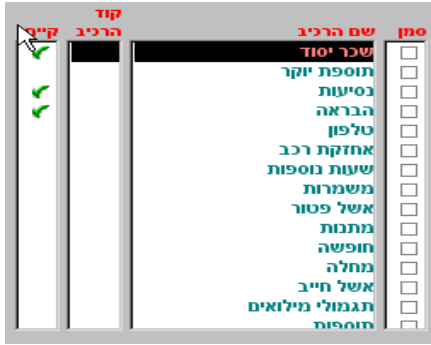 סמן שם הרכיב קוד הרכיב קיים
שכר יסוד
תוספת יוקר
נסיעות
הבראה
טלפון
אחזקת רכב
שעות נוספות
משמרות
אשל פטור
מתנות
חופשה
מחלה
אשל חייב
תגמולי מילואים
תוספות